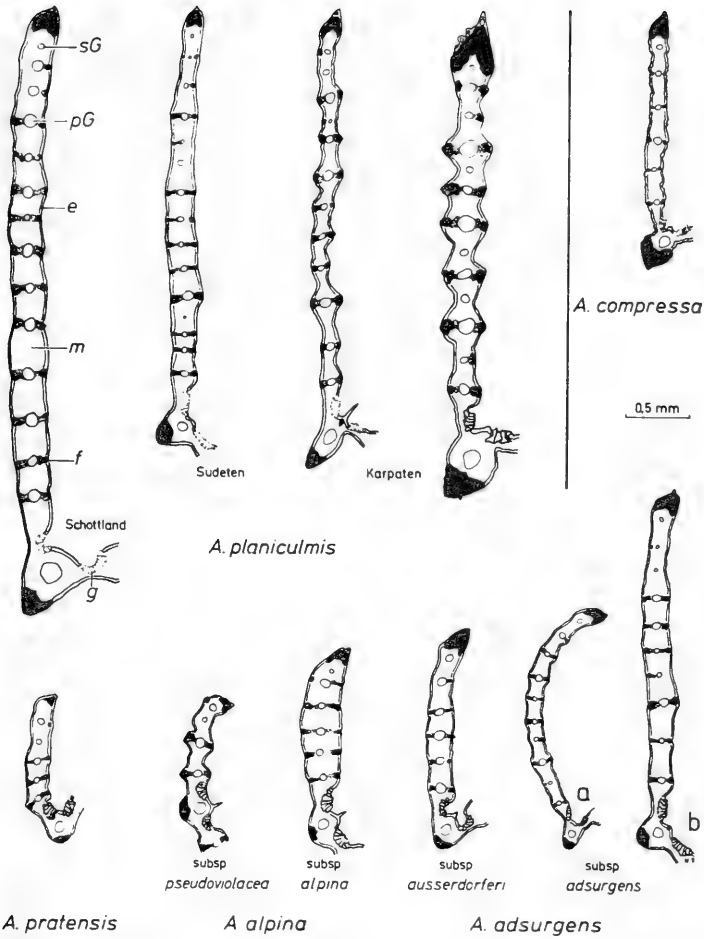 sG
pG
e
m
f
g
Schottland
Sudeten
Karpaten
A. planiculmis
A. compressa
0,5 mm
a
b
subsp
pseudoviolacea
subsp
alpina
subsp
ausserdorferi
subsp
adsurgens
A. pratensis
A alpina
A. adsurgens